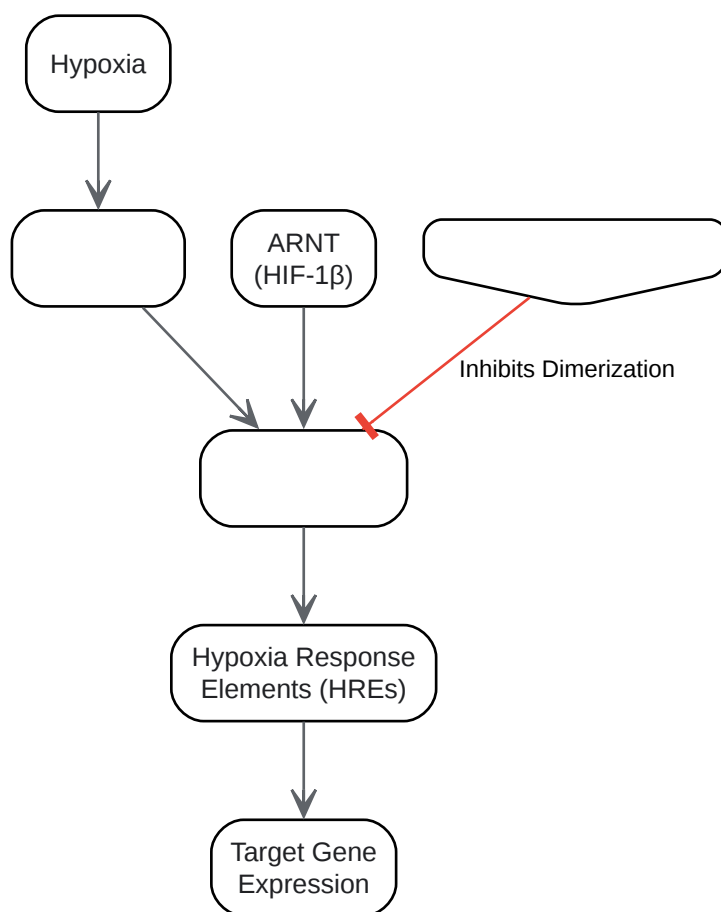 Hypoxia
ARNT
(HIF-1β)
Inhibits Dimerization
Hypoxia Response
Elements (HREs)
Target Gene
Expression